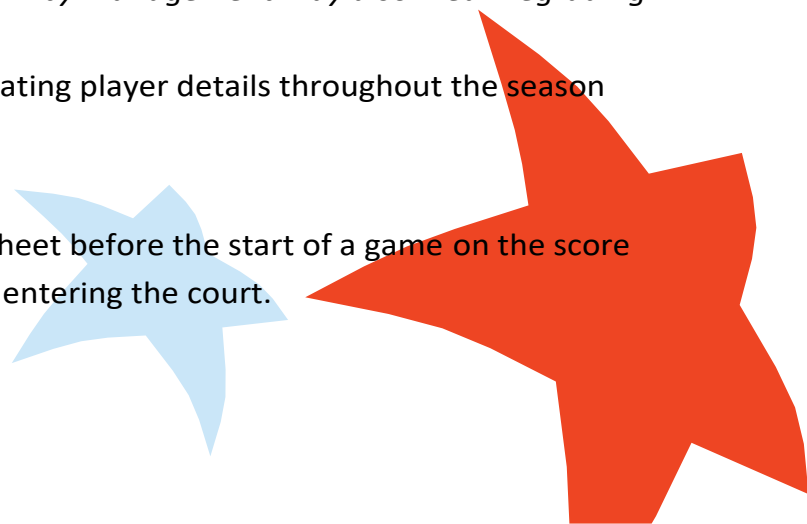 ating player details throughout the season
heet before the start of a game on the score
entering the court.